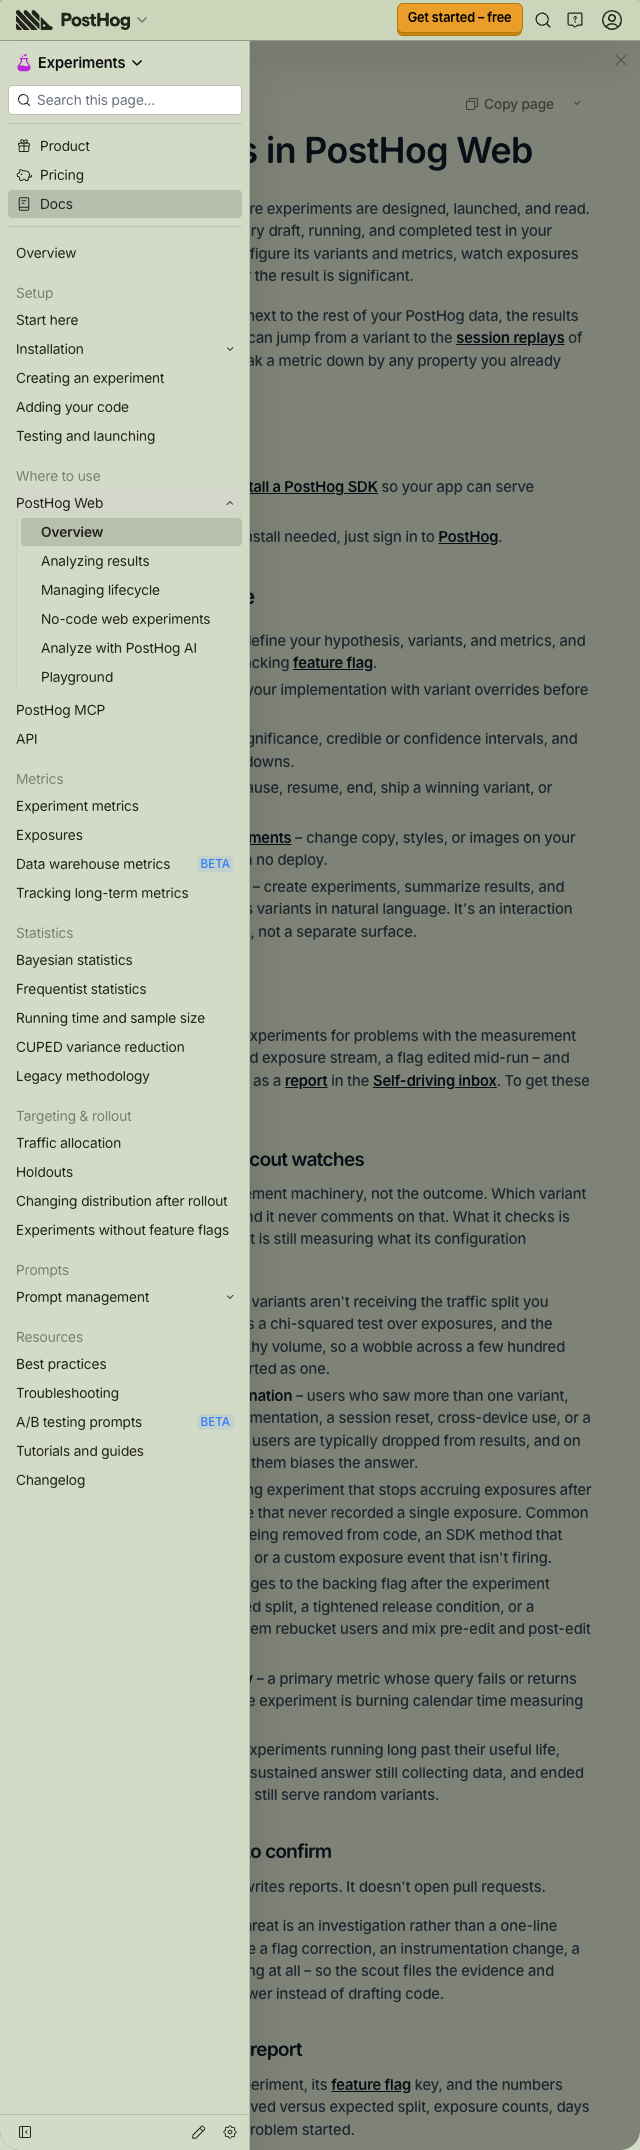 PostHog
Get started – free
Experiments
Search this page...
Product
Pricing
Docs
Overview
Setup
Start here
Installation
Creating an experiment
Adding your code
Testing and launching
Where to use
PostHog Web
Overview
Analyzing results
Managing lifecycle
No-code web experiments
Analyze with PostHog AI
Playground
PostHog MCP
API
Metrics
Experiment metrics
Exposures
Data warehouse metrics BETA
Tracking long-term metrics
Statistics
Bayesian statistics
Frequentist statistics
Running time and sample size
CUPED variance reduction
Legacy methodology
Targeting & rollout
Traffic allocation
Holdouts
Changing distribution after rollout
Experiments without feature flags
Prompts
Prompt management
Resources
Best practices
Troubleshooting
A/B testing prompts BETA
Tutorials and guides
Changelog
Copy page
s in PostHog Web
re experiments are designed, launched, and read.
ry draft, running, and completed test in your
figure its variants and metrics, watch exposures
r the result is significant.
next to the rest of your PostHog data, the results
can jump from a variant to the session replays of
ak a metric down by any property you already
tall a PostHog SDK so your app can serve
nstall needed, just sign in to PostHog.
e
define your hypothesis, variants, and metrics, and
acking feature flag.
your implementation with variant overrides before
gnificance, credible or confidence intervals, and
downs.
ause, resume, end, ship a winning variant, or
ments – change copy, styles, or images on your
n no deploy.
– create experiments, summarize results, and
s variants in natural language. It's an interaction
, not a separate surface.
xperiments for problems with the measurement
d exposure stream, a flag edited mid-run – and
as a report in the Self-driving inbox. To get these
cout watches
ement machinery, not the outcome. Which variant
nd it never comments on that. What it checks is
t is still measuring what its configuration
variants aren't receiving the traffic split you
s a chi-squared test over exposures, and the
hy volume, so a wobble across a few hundred
rted as one.
nation – users who saw more than one variant,
mentation, a session reset, cross-device use, or a
users are typically dropped from results, and on
them biases the answer.
ng experiment that stops accruing exposures after
e that never recorded a single exposure. Common
eing removed from code, an SDK method that
or a custom exposure event that isn't firing.
ges to the backing flag after the experiment
ed split, a tightened release condition, or a
em rebucket users and mix pre-edit and post-edit
y – a primary metric whose query fails or returns
e experiment is burning calendar time measuring
xperiments running long past their useful life,
sustained answer still collecting data, and ended
still serve random variants.
to confirm
writes reports. It doesn't open pull requests.
hreat is an investigation rather than a one-line
e a flag correction, an instrumentation change, a
ng at all – so the scout files the evidence and
wer instead of drafting code.
report
eriment, its feature flag key, and the numbers
ved versus expected split, exposure counts, days
roblem started.